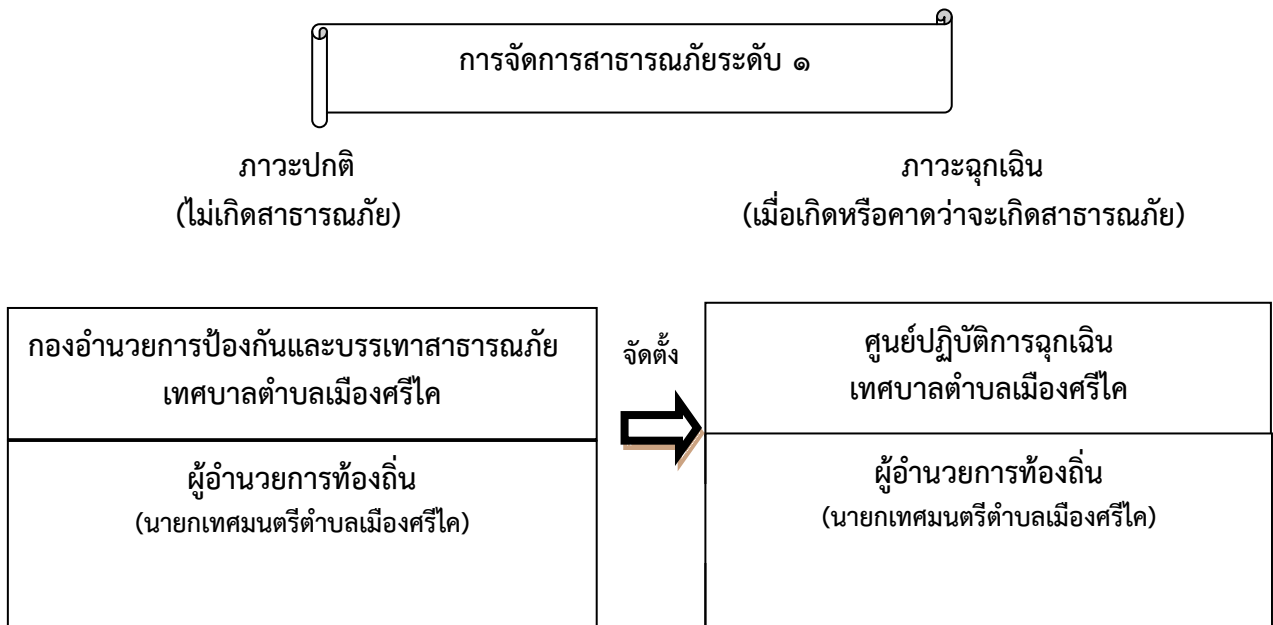 การจัดการสาธารณภัยระดับ ๑
ภาวะปกติ
(ไม่เกิดสาธารณภัย)
ภาวะฉุกเฉิน
(เมื่อเกิดหรือคาดว่าจะเกิดสาธารณภัย)
กองอำนวยการป้องกันและบรรเทาสาธารณภัย
เทศบาลตำบลเมืองศรีไค
ผู้อำนวยการท้องถิ่น
(นายกเทศมนตรีตำบลเมืองศรีไค)
จัดตั้ง
ศูนย์ปฏิบัติการฉุกเฉิน
เทศบาลตำบลเมืองศรีไค
ผู้อำนวยการท้องถิ่น
(นายกเทศมนตรีตำบลเมืองศรีไค)